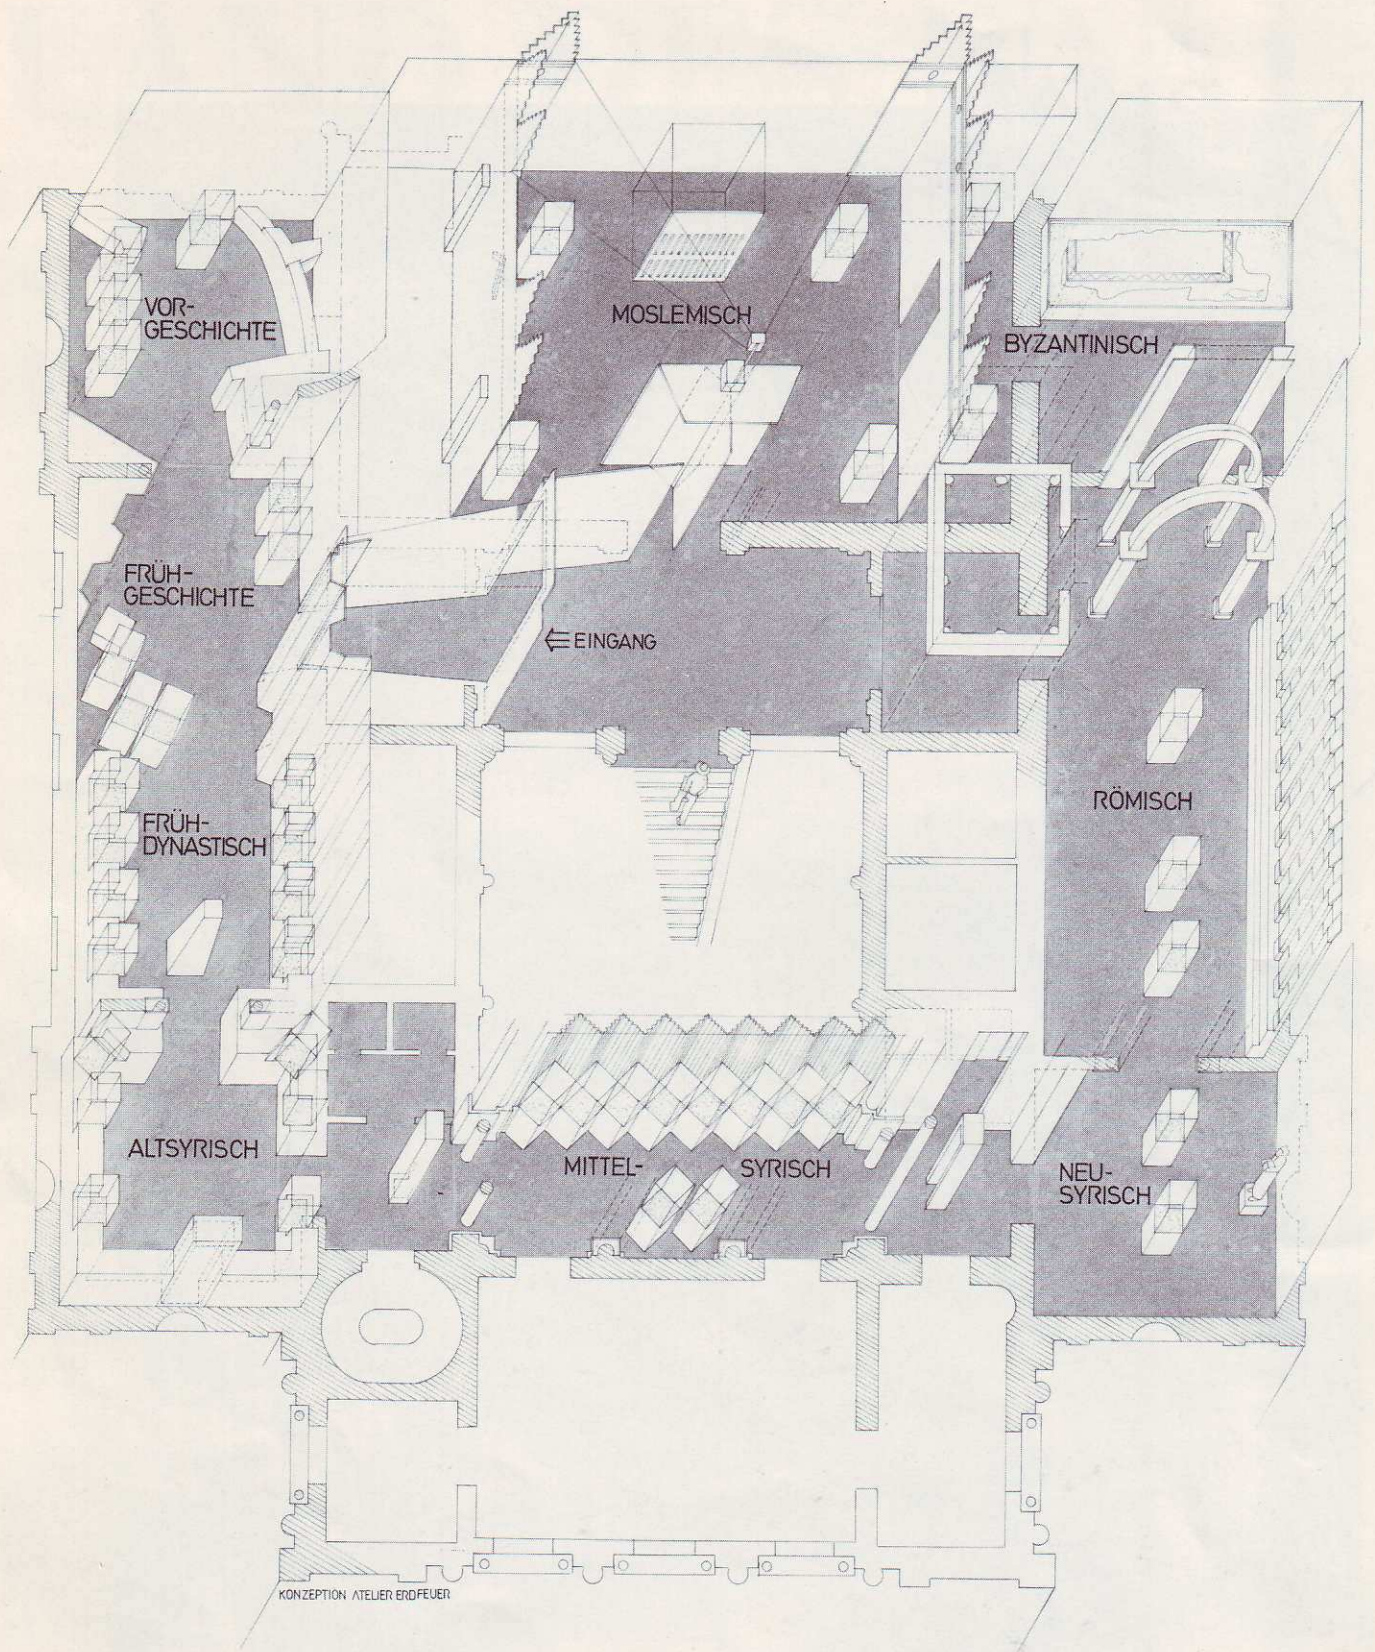 VOR-
GESCHICHTE
MOSLEMISCH
BYZANTINISCH
FRÜH-
GESCHICHTE
⇐ EINGANG
RÖMISCH
FRÜH-
DYNASTISCH
ALTSYRISCH
MITTEL- SYRISCH
NEU-
SYRISCH
KONZEPTION ATELIER ERDFEUER